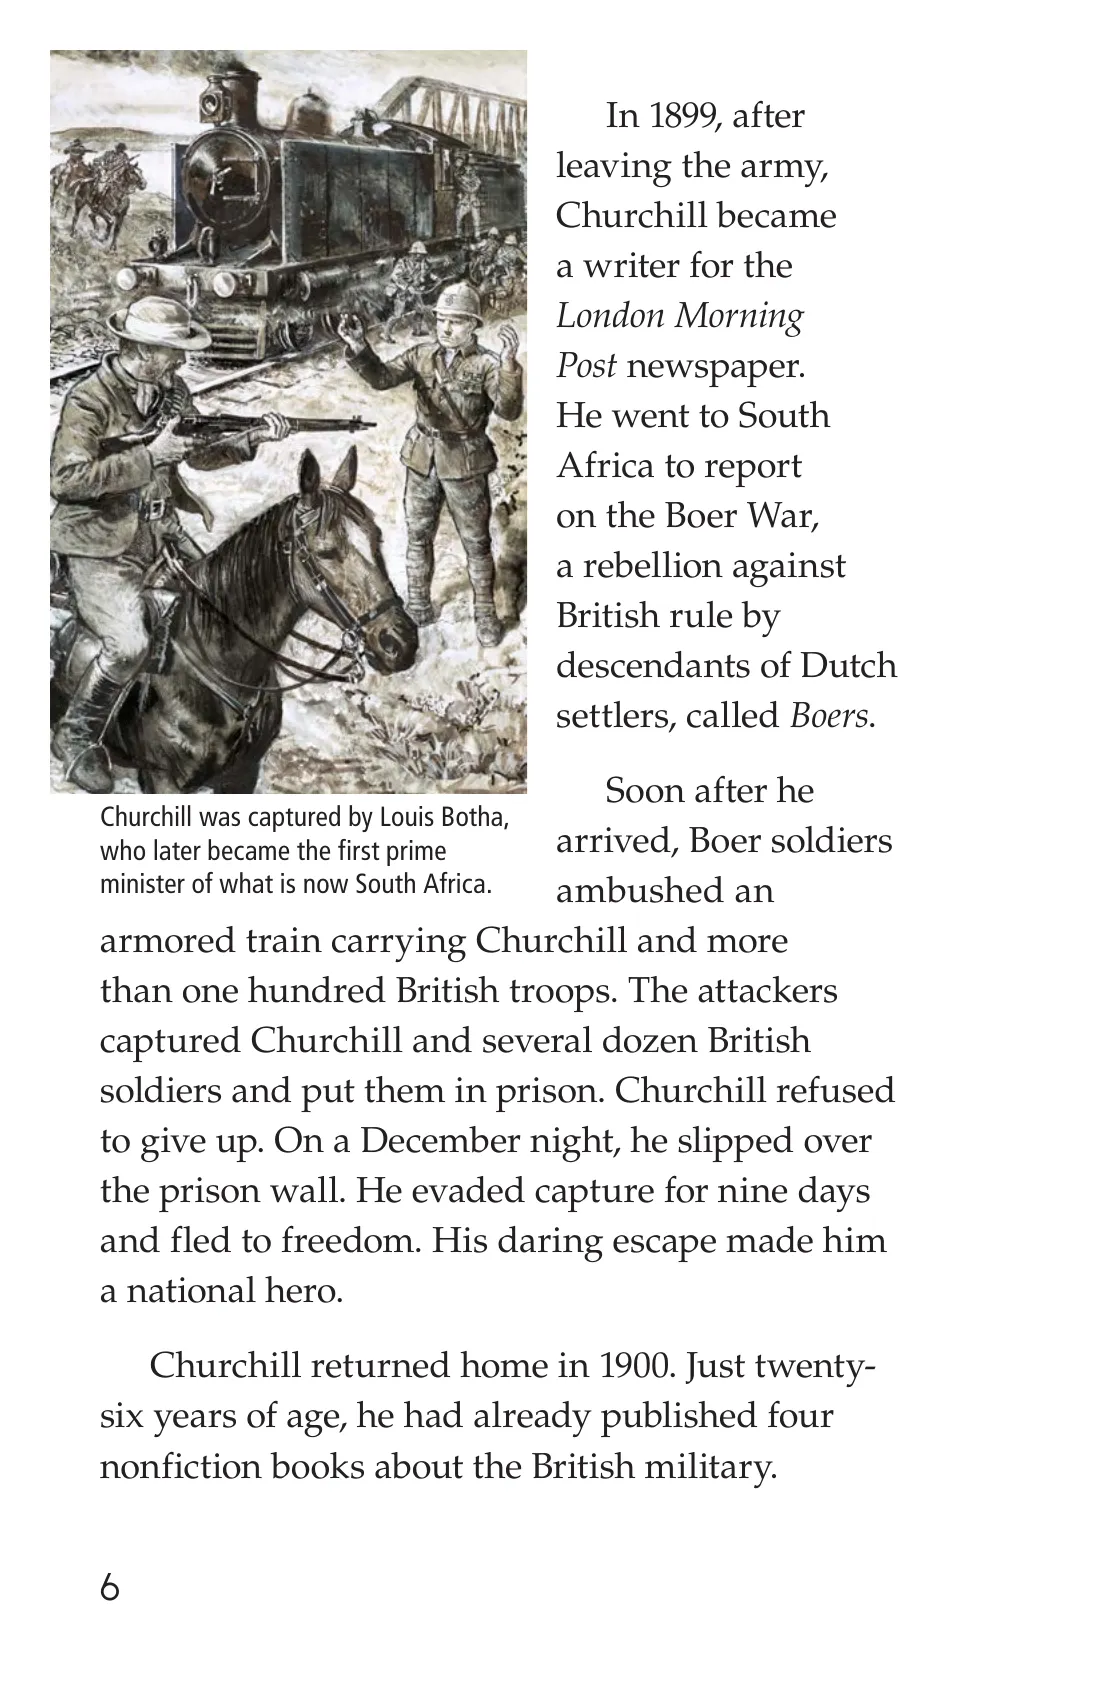 In 1899, after
leaving the army,
Churchill became
a writer for the
London Morning
Post newspaper.
He went to South
Africa to report
on the Boer War,
a rebellion against
British rule by
descendants of Dutch
settlers, called Boers.
Soon after he
arrived, Boer soldiers
ambushed an
armored train carrying Churchill and more
than one hundred British troops. The attackers
captured Churchill and several dozen British
soldiers and put them in prison. Churchill refused
to give up. On a December night, he slipped over
the prison wall. He evaded capture for nine days
and fled to freedom. His daring escape made him
a national hero.
Churchill returned home in 1900. Just twenty-
six years of age, he had already published four
nonfiction books about the British military.
Churchill was captured by Louis Botha,
who later became the first prime
minister of what is now South Africa.
6